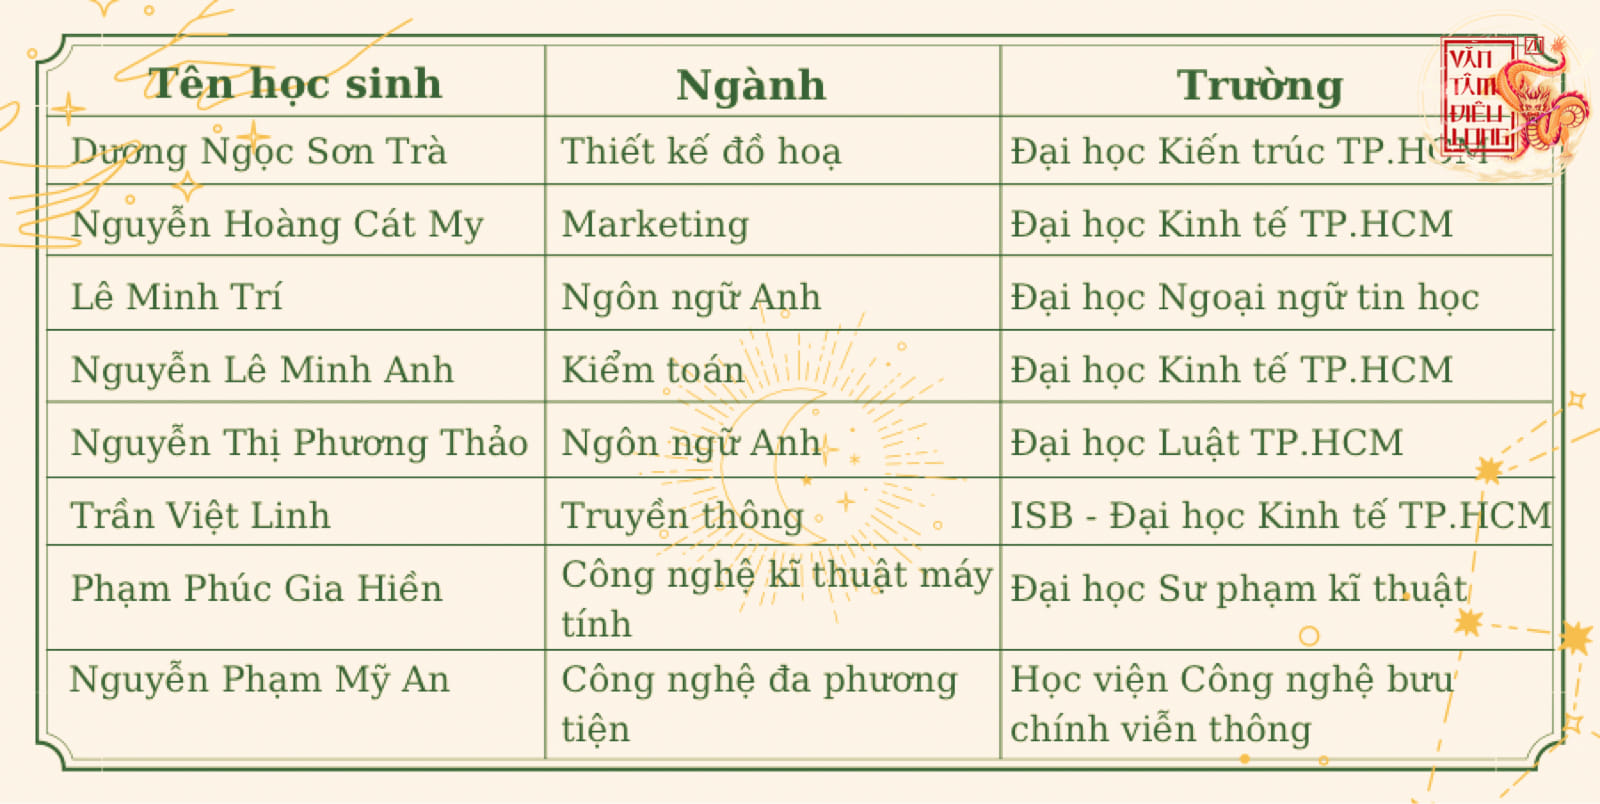 Tên học sinh Ngành Trường
Dương Ngọc Sơn Trà Thiết kế đồ hoạ Đại học Kiến trúc TP.HCM
Nguyễn Hoàng Cát My Marketing Đại học Kinh tế TP.HCM
Lê Minh Trí Ngôn ngữ Anh Đại học Ngoại ngữ tin học
Nguyễn Lê Minh Anh Kiểm toán Đại học Kinh tế TP.HCM
Nguyễn Thị Phương Thảo Ngôn ngữ Anh Đại học Luật TP.HCM
Trần Việt Linh Truyền thông ISB - Đại học Kinh tế TP.HCM
Phạm Phúc Gia Hiền Công nghệ kĩ thuật máy Đại học Sư phạm kĩ thuật
tính
Nguyễn Phạm Mỹ An Công nghệ đa phương Học viện Công nghệ bưu
tiện chính viễn thông
VĂN
TÂM
ĐIÊU
LONG